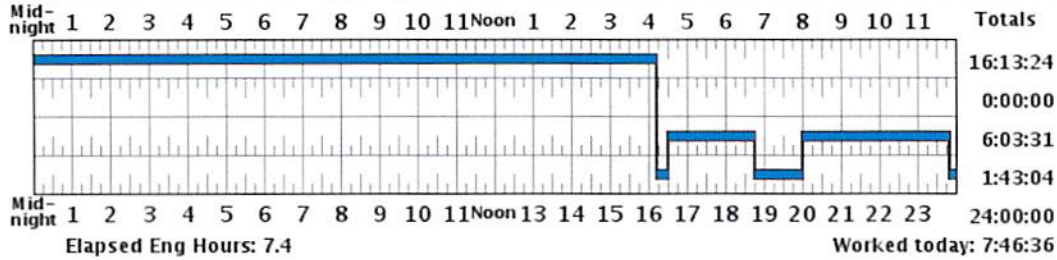 Mid-
night 1 2 3 4 5 6 7 8 9 10 11 Noon 1 2 3 4 5 6 7 8 9 10 11 Totals
16:13:24
0:00:00
6:03:31
1:43:04
Mid-
night 1 2 3 4 5 6 7 8 9 10 11 Noon 13 14 15 16 17 18 19 20 21 22 23 24:00:00
Elapsed Eng Hours: 7.4 Worked today: 7:46:36